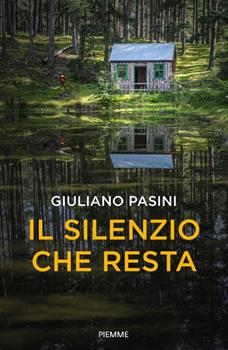 GIULIANO PASINI
IL SILENZIO
CHE RESTA
PIEMME